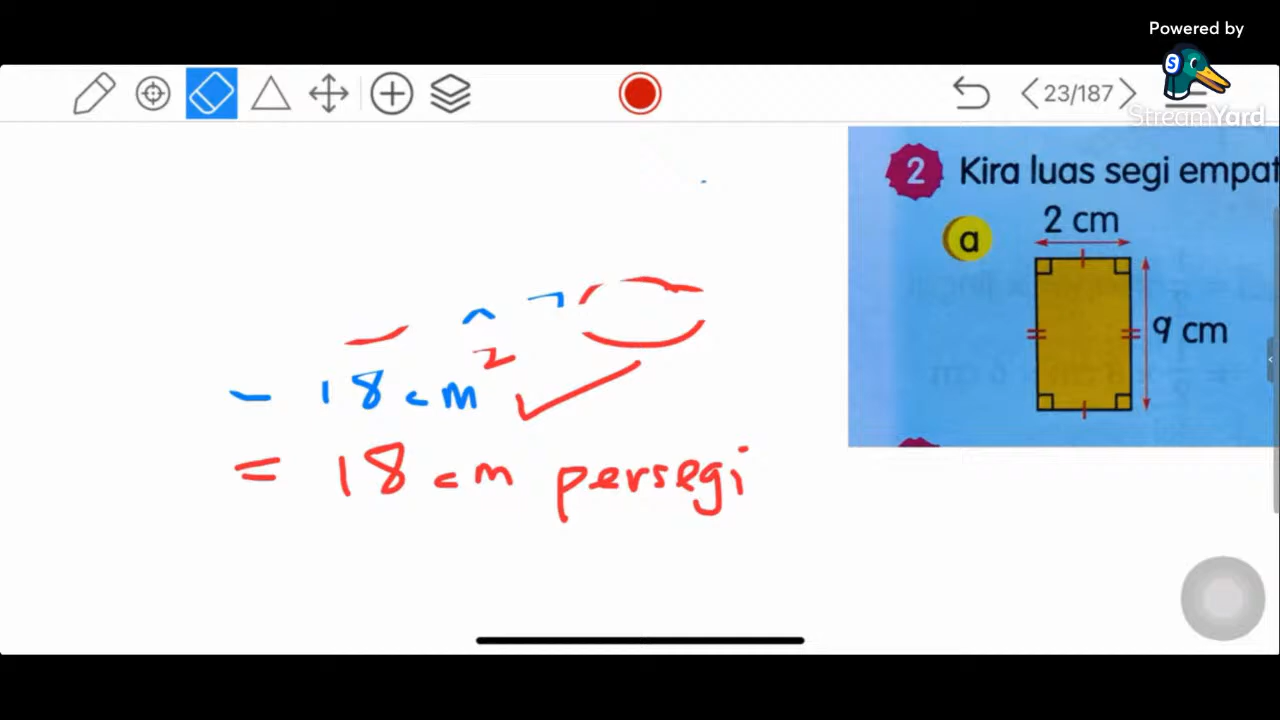 Powered by
StreamYard
23/187
2 Kira luas segi empat
a
2 cm
9 cm
18 cm²
= 18 cm persegi